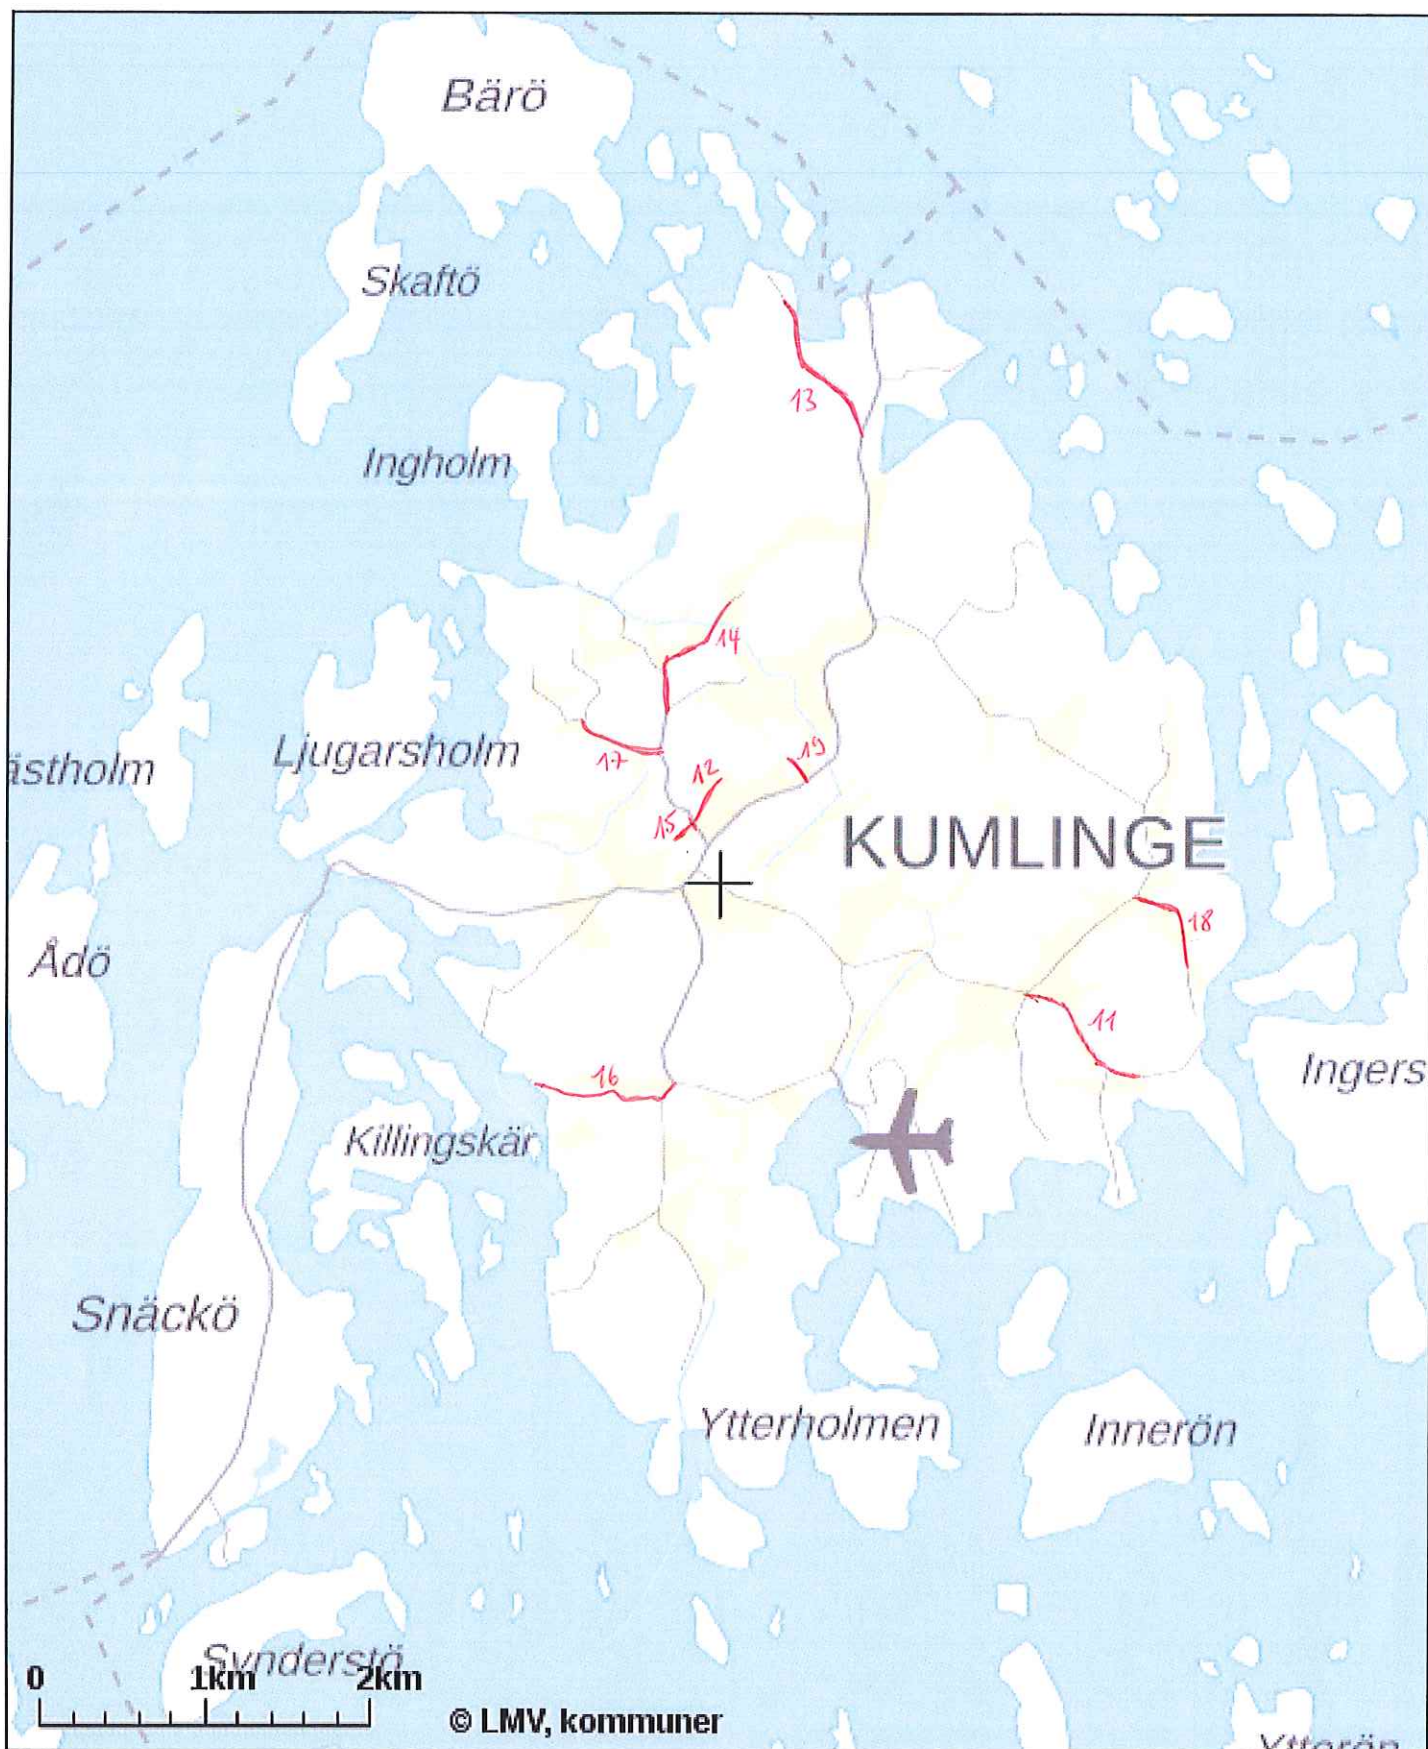 Bärö
Skaftö
13
Ingholm
14
Ljugarsholm
17
12
19
ästholm
15
KUMLINGE
18
Ådö
11
16
Ingers
Killingskär
Snäckö
Ytterholmen
Innerön
Synderstö
0 1km 2km
© LMV, kommuner
Ytterön